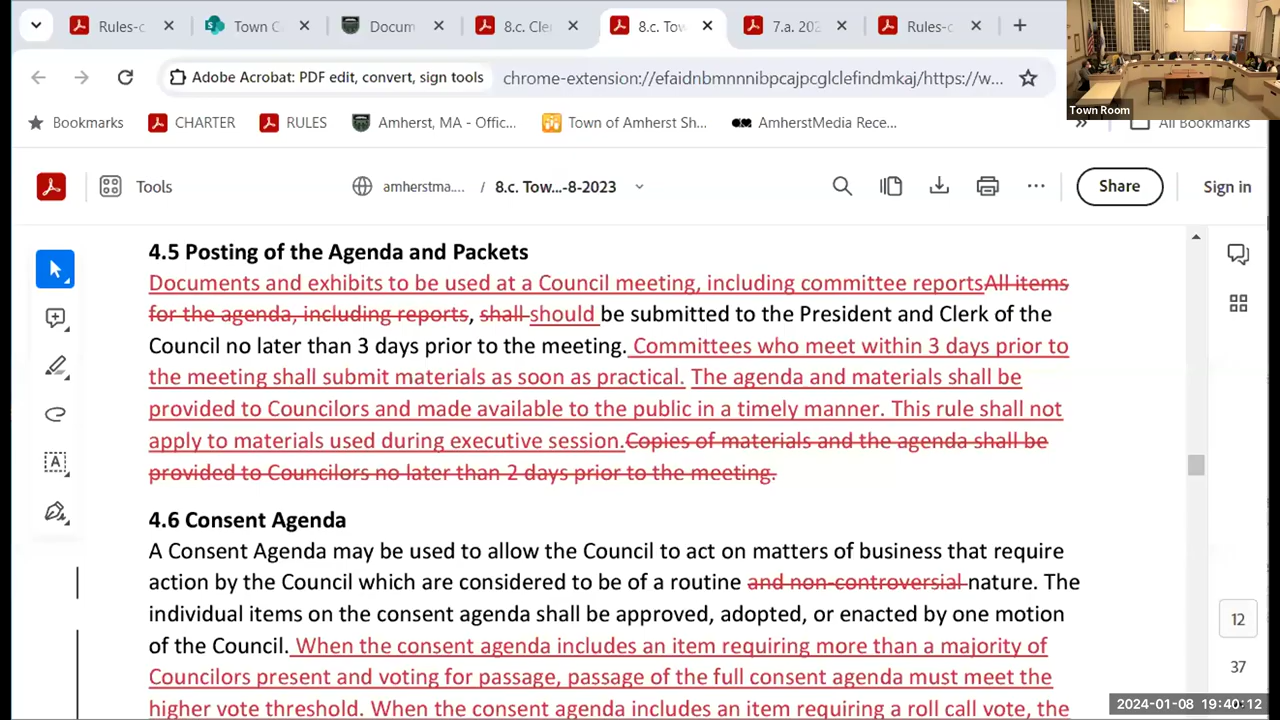 Rules-c
Town C
Docum
8.c. Cle
8.c. Tow
7.a. 202
Rules-c
Adobe Acrobat: PDF edit, convert, sign tools
chrome-extension://efaidnbmnnnibpcajpcglclefindmkaj/https://w...
Town Room
Bookmarks
CHARTER
RULES
Amherst, MA - Offic...
Town of Amherst Sh...
AmherstMedia Rece...
All Bookmarks
Tools
amherstma....
/ 8.c. Tow...-8-2023
Share
Sign in
4.5 Posting of the Agenda and Packets
Documents and exhibits to be used at a Council meeting, including committee reportsAll items
for the agenda, including reports, shall should be submitted to the President and Clerk of the
Council no later than 3 days prior to the meeting. Committees who meet within 3 days prior to
the meeting shall submit materials as soon as practical. The agenda and materials shall be
provided to Councilors and made available to the public in a timely manner. This rule shall not
apply to materials used during executive session.Copies of materials and the agenda shall be
provided to Councilors no later than 2 days prior to the meeting.
4.6 Consent Agenda
A Consent Agenda may be used to allow the Council to act on matters of business that require
action by the Council which are considered to be of a routine and non-controversial nature. The
individual items on the consent agenda shall be approved, adopted, or enacted by one motion
of the Council. When the consent agenda includes an item requiring more than a majority of
Councilors present and voting for passage, passage of the full consent agenda must meet the
higher vote threshold. When the consent agenda includes an item requiring a roll call vote, the
12
37
2024-01-08 19:40:12